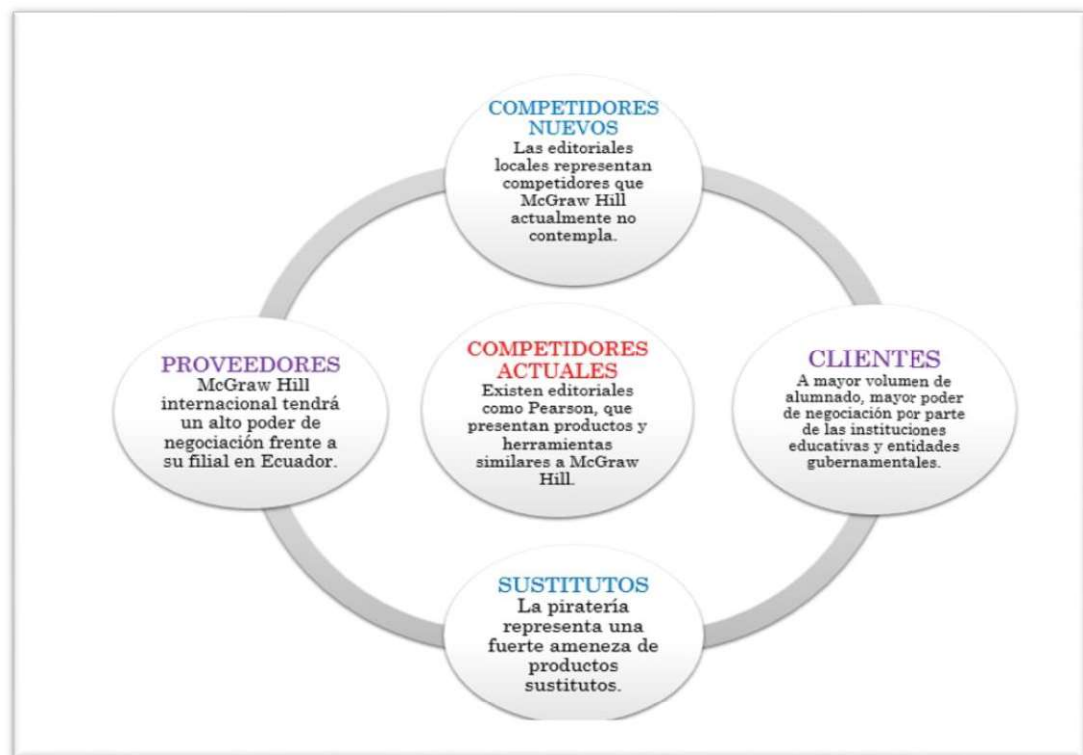 COMPETIDORES
NUEVOS
Las editoriales
locales representan
competidores que
McGraw Hill
actualmente no
contempla.
PROVEEDORES
McGraw Hill
internacional tendrá
un alto poder de
negociación frente a
su filial en Ecuador.
COMPETIDORES
ACTUALES
Existen editoriales
como Pearson, que
presentan productos y
herramientas
similares a McGraw
Hill.
CLIENTES
A mayor volumen de
alumnado, mayor poder
de negociación por parte
de las instituciones
educativas y entidades
gubernamentales.
SUSTITUTOS
La piratería
representa una
fuerte ameneza de
productos
sustitutos.